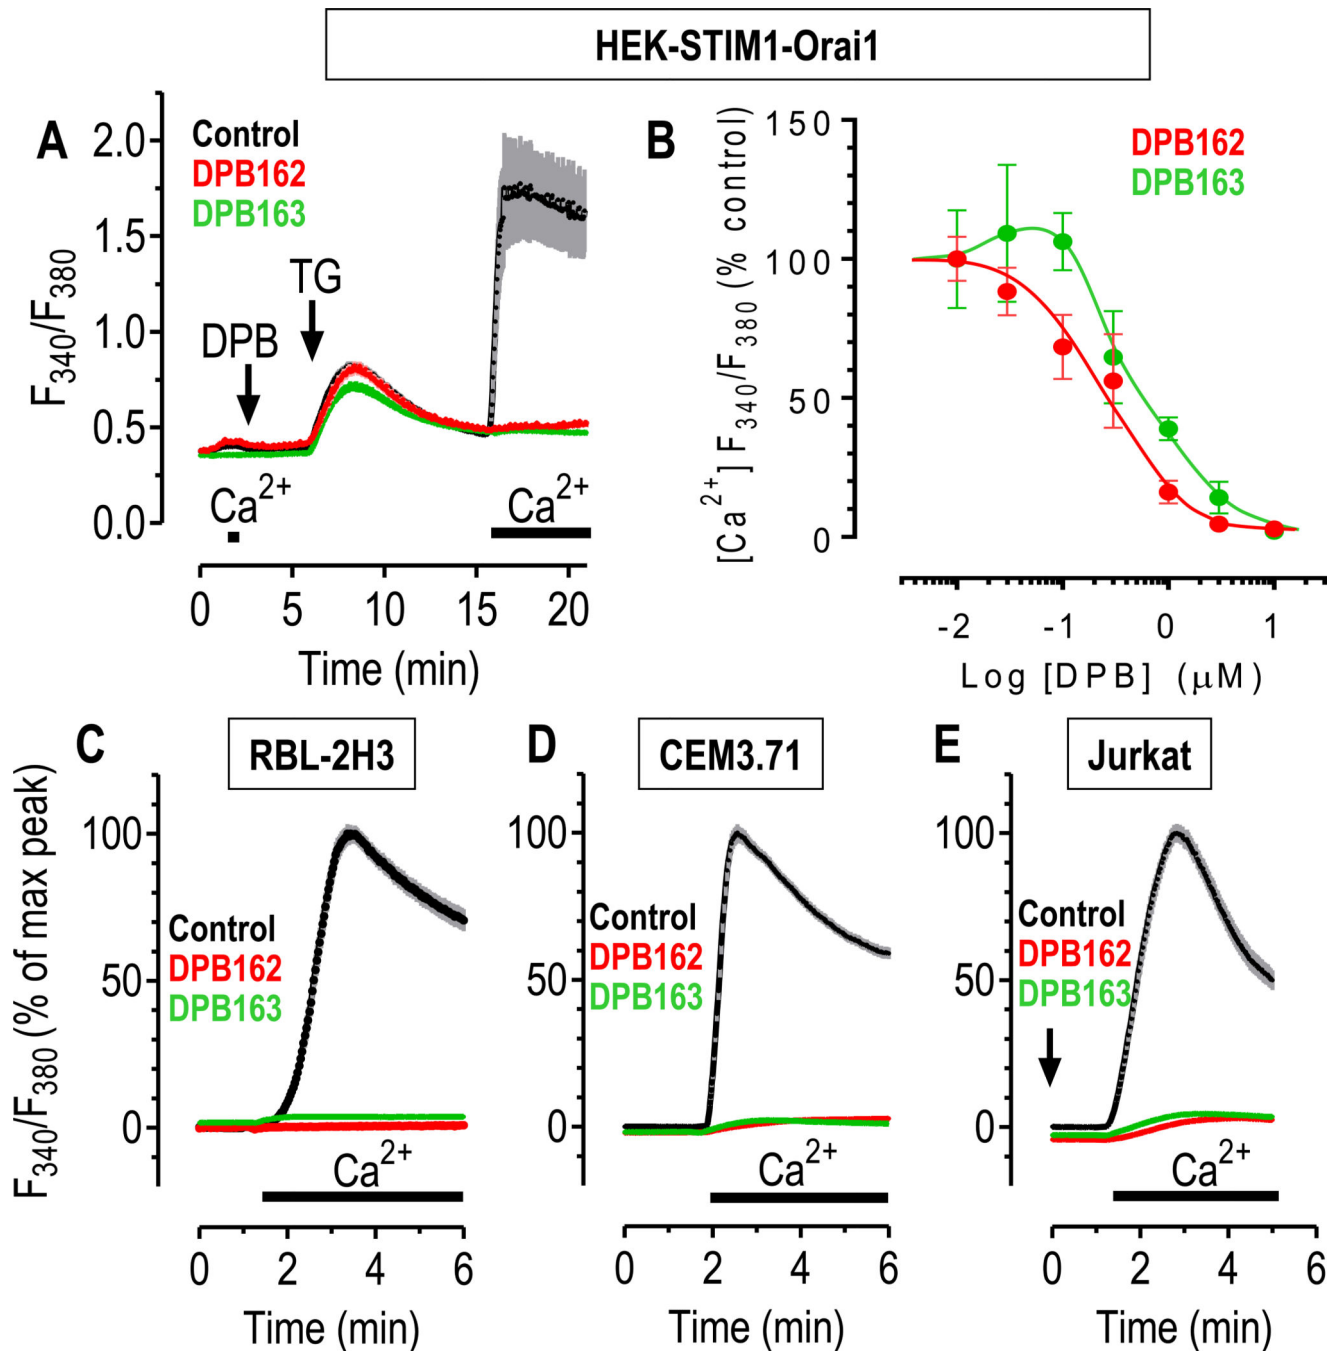 HEK-STIM1-Orai1
A
Control
DPB162
DPB163
F340/F380
2.0
1.5
1.0
0.5
0.0
TG
DPB
Ca2+
Ca2+
0 5 10 15 20
Time (min)
B
DPB162
DPB163
[Ca2+] F340/F380 (% control)
150
100
50
0
-2 -1 0 1
Log [DPB] (μM)
C
RBL-2H3
F340/F380 (% of max peak)
100
50
0
Control
DPB162
DPB163
Ca2+
0 2 4 6
Time (min)
D
CEM3.71
100
50
0
Control
DPB162
DPB163
Ca2+
0 2 4 6
Time (min)
E
Jurkat
100
50
0
Control
DPB162
DPB163
Ca2+
0 2 4 6
Time (min)